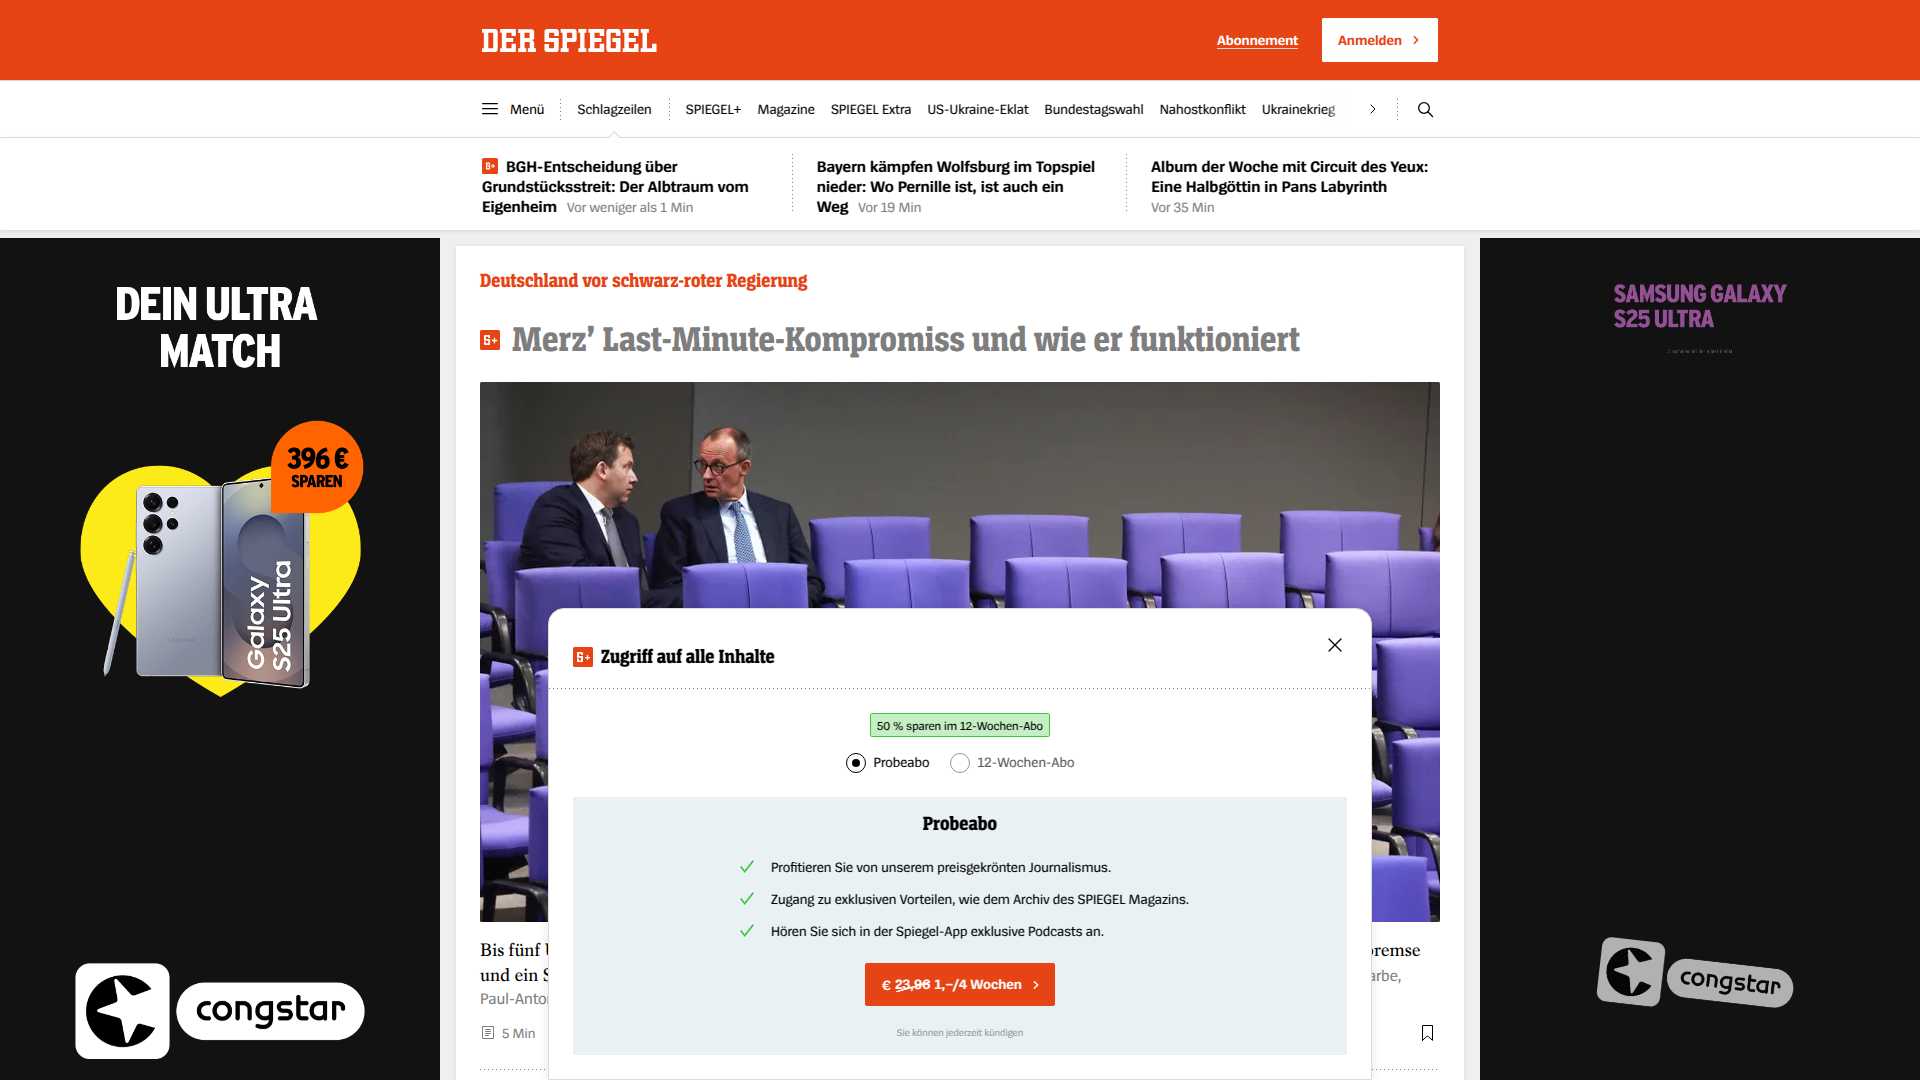 DER SPIEGEL
Abonnement
Anmelden
Menü
Schlagzeilen
SPIEGEL+
Magazine
SPIEGEL Extra
US-Ukraine-Eklat
Bundestagswahl
Nahostkonflikt
Ukrainekrieg
BGH-Entscheidung über
Grundstücksstreit: Der Albtraum vom
Eigenheim Vor weniger als 1 Min
Bayern kämpfen Wolfsburg im Topspiel
nieder: Wo Pernille ist, ist auch ein
Weg Vor 19 Min
Album der Woche mit Circuit des Yeux:
Eine Halbgöttin in Pans Labyrinth
Vor 35 Min
DEIN ULTRA
MATCH
396 €
SPAREN
Galaxy
S25 Ultra
congstar
Deutschland vor schwarz-roter Regierung
Merz’ Last-Minute-Kompromiss und wie er funktioniert
Zugriff auf alle Inhalte
50 % sparen im 12-Wochen-Abo
Probeabo
12-Wochen-Abo
Probeabo
Profitieren Sie von unserem preisgekrönten Journalismus.
Zugang zu exklusiven Vorteilen, wie dem Archiv des SPIEGEL Magazins.
Hören Sie sich in der Spiegel-App exklusive Podcasts an.
€ 23,96 1,–/4 Wochen
Sie können jederzeit kündigen
Bis fünf
und ein
Paul-Anto
5 Min
SAMSUNG GALAXY
S25 ULTRA
congstar